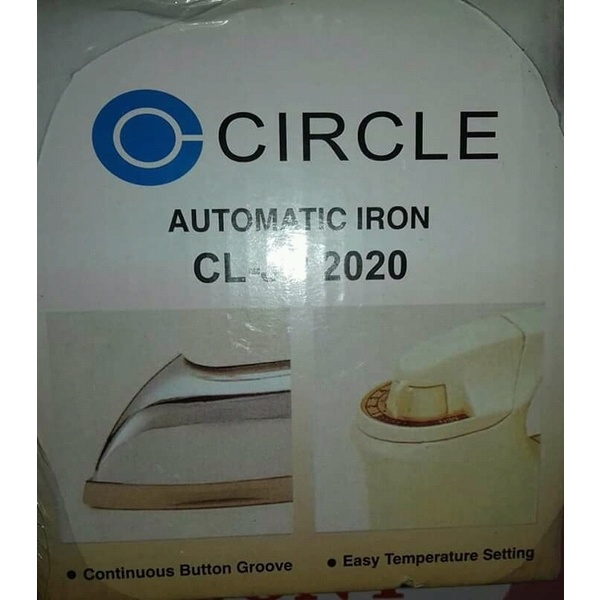 CIRCLE
AUTOMATIC IRON
2020
• Continuous Button Groove
• Easy Temperature Setting